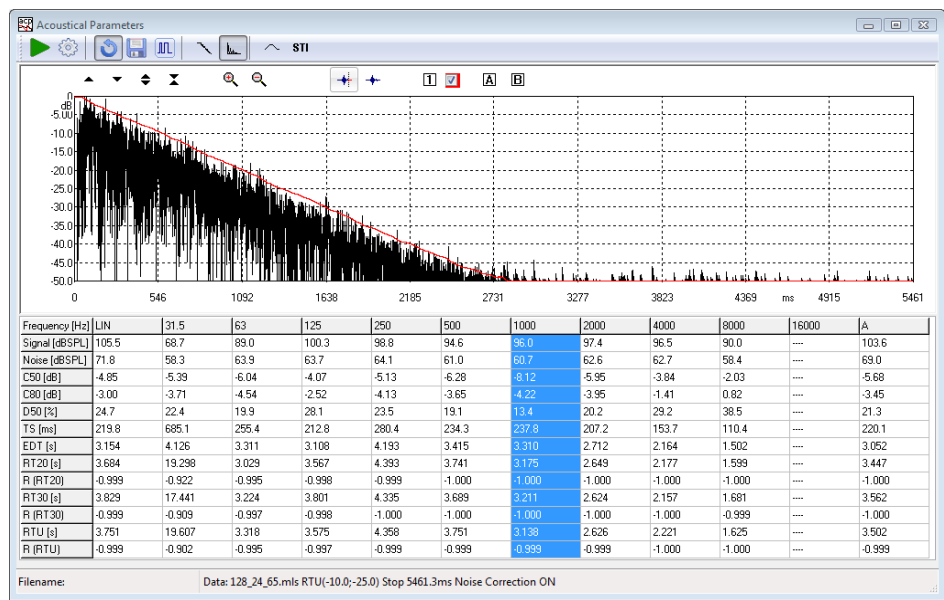 acp Acoustical Parameters
STI
1 A B
0
dB
-5.00
-10.0
-15.0
-20.0
-25.0
-30.0
-35.0
-40.0
-45.0
-50.0
0 546 1092 1638 2185 2731 3277 3823 4369 ms 4915 5461
Frequency [Hz] LIN 31.5 63 125 250 500 1000 2000 4000 8000 16000 A
Signal [dBSPL] 105.5 68.7 89.0 100.3 98.8 94.6 96.0 97.4 96.5 90.0 ---- 103.6
Noise [dBSPL] 71.8 58.3 63.9 63.7 64.1 61.0 60.7 62.6 62.7 58.4 ---- 69.0
C50 [dB] -4.85 -5.39 -6.04 -4.07 -5.13 -6.28 -8.12 -5.95 -3.84 -2.03 ---- -5.68
C80 [dB] -3.00 -3.71 -4.54 -2.52 -4.13 -3.65 -4.22 -3.95 -1.41 0.82 ---- -3.45
D50 [%] 24.7 22.4 19.9 28.1 23.5 19.1 13.4 20.2 29.2 38.5 ---- 21.3
TS [ms] 219.8 685.1 255.4 212.8 280.4 234.3 237.8 207.2 153.7 110.4 ---- 220.1
EDT [s] 3.154 4.126 3.311 3.108 4.193 3.415 3.310 2.712 2.164 1.502 ---- 3.052
RT20 [s] 3.684 19.298 3.029 3.567 4.393 3.741 3.175 2.649 2.177 1.599 ---- 3.447
R (RT20) -0.999 -0.922 -0.995 -0.998 -0.999 -1.000 -1.000 -1.000 -1.000 -1.000 ---- -1.000
RT30 [s] 3.829 17.441 3.224 3.801 4.335 3.689 3.211 2.624 2.157 1.681 ---- 3.562
R (RT30) -0.999 -0.909 -0.997 -0.998 -1.000 -1.000 -1.000 -1.000 -1.000 -0.999 ---- -1.000
RTU [s] 3.751 19.607 3.318 3.575 4.358 3.751 3.138 2.626 2.221 1.625 ---- 3.502
R (RTU) -0.999 -0.902 -0.995 -0.997 -0.999 -0.999 -0.999 -0.999 -1.000 -1.000 ---- -0.999
Filename: Data: 128_24_65.mls RTU(-10.0;-25.0) Stop 5461.3ms Noise Correction ON